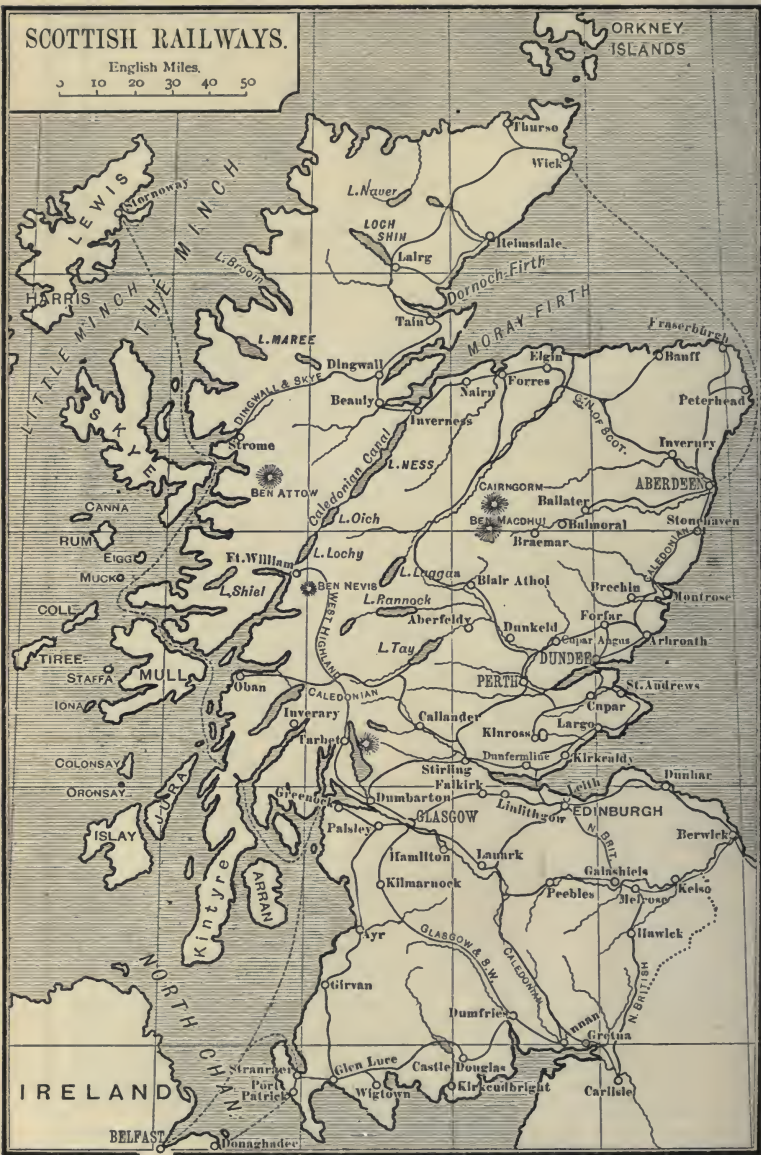 SCOTTISH RAILWAYS.
English Miles.
10 20 30 40 50
ORKNEY
ISLANDS
Thurso
Wick
LEWIS
Stornoway
THE MINCH
L.Naver
LOCH
SHIN
Helmsdale
Lairg
L.Broom
Dornoch Firth
HARRIS
LITTLE MINCH
Tain
MORAY FIRTH
L.MAREE
Fraserburgh
Dingwall
Elgin
Banff
DINGWALL & SKYE
Nairn
Forres
Beauly
Inverness
Peterhead
SKYE
G.N. OF SCOT.
Strome
Caledonian Canal
L.NESS
Inverury
CAIRNGORM
ABERDEEN
BEN ATTOW
Ballater
CANNA
L.Oich
BEN MACDHUI
Balmoral
RUM
Braemar
Stonehaven
EIGG
L.Lochy
CALEDONIAN
Ft.William
MUCK
BEN NEVIS
L.Laggan
Blair Athol
L.Shiel
Brechin
Montrose
COLL
WEST HIGHLAND
L.Rannock
Forfar
Aberfeldy
Dunkeld
Cupar Angus
Arbroath
TIREE
L.Tay
DUNDEE
STAFFA
MULL
Oban
PERTH
St.Andrews
CALEDONIAN
Cupar
IONA
Inverary
Callander
Largo
Tarbet
Kinross
COLONSAY
Dunfermline
Kirkcaldy
Stirling
ORONSAY
JURA
Falkirk
Leith
Dunbar
Greenock
Dumbarton
Linlithgow
EDINBURGH
ISLAY
GLASGOW
Paisley
N. BRIT.
Berwick
Hamilton
Lanark
Galashiels
Kintyre
ARRAN
Kilmarnock
Peebles
Melrose
Kelso
Ayr
Hawick
GLASGOW & S.W.
CALEDONIAN
NORTH CHAN.
Girvan
N. BRITISH
Dumfries
Annan
Gretna
Stranraer
Glen Luce
Castle Douglas
IRELAND
Port
Patrick
Wigtown
Kirkcudbright
Carlisle
BELFAST
Donaghadee